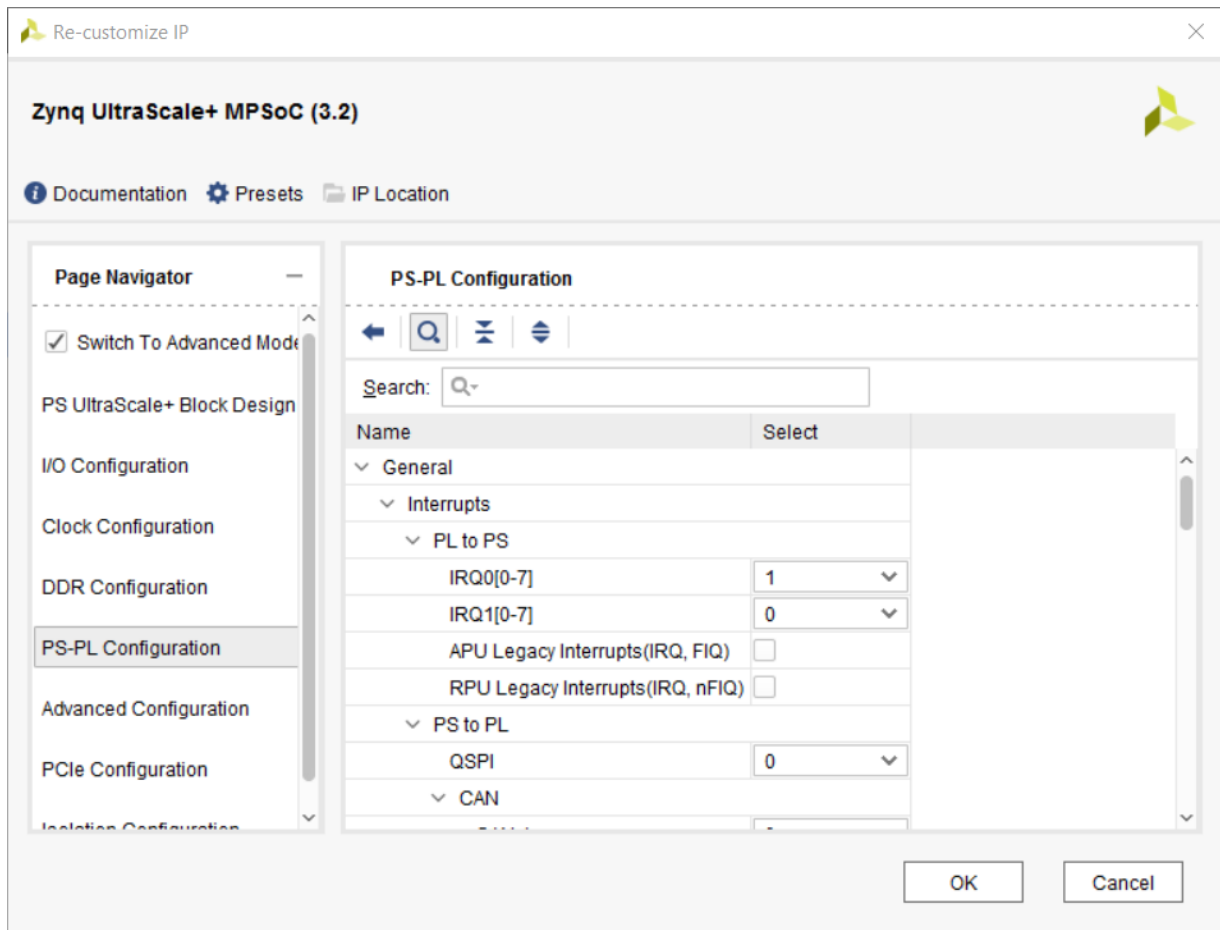 Re-customize IP
Zynq UltraScale+ MPSoC (3.2)
Documentation Presets IP Location
Page Navigator
Switch To Advanced Mode
PS UltraScale+ Block Design
I/O Configuration
Clock Configuration
DDR Configuration
PS-PL Configuration
Advanced Configuration
PCIe Configuration
Isolation Configuration
PS-PL Configuration
Search:
Name Select
General
Interrupts
PL to PS
IRQ0[0-7] 1
IRQ1[0-7] 0
APU Legacy Interrupts(IRQ, FIQ)
RPU Legacy Interrupts(IRQ, nFIQ)
PS to PL
QSPI 0
CAN
OK Cancel